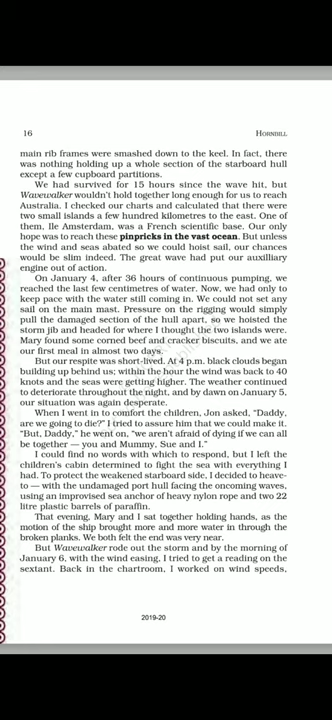 16
HORNBILL
main rib frames were smashed down to the keel. In fact, there
was nothing holding up a whole section of the starboard hull
except a few cupboard partitions.
We had survived for 15 hours since the wave hit, but
Wavewalker wouldn't hold together long enough for us to reach
Australia. I checked our charts and calculated that there were
two small islands a few hundred kilometres to the east. One of
them, Ile Amsterdam, was a French scientific base. Our only
hope was to reach these pinpricks in the vast ocean. But unless
the wind and seas abated so we could hoist sail, our chances
would be slim indeed. The great wave had put our auxilliary
engine out of action.
On January 4, after 36 hours of continuous pumping, we
reached the last few centimetres of water. Now, we had only to
keep pace with the water still coming in. We could not set any
sail on the main mast. Pressure on the rigging would simply
pull the damaged section of the hull apart, so we hoisted the
storm jib and headed for where I thought the two islands were.
Mary found some corned beef and cracker biscuits, and we ate
our first meal in almost two days.
But our respite was short-lived. At 4 p.m. black clouds began
building up behind us; within the hour the wind was back to 40
knots and the seas were getting higher. The weather continued
to deteriorate throughout the night, and by dawn on January 5,
our situation was again desperate.
When I went in to comfort the children, Jon asked, "Daddy,
are we going to die?" I tried to assure him that we could make it.
"But, Daddy," he went on, "we aren't afraid of dying if we can all
be together — you and Mummy, Sue and I."
I could find no words with which to respond, but I left the
children's cabin determined to fight the sea with everything I
had. To protect the weakened starboard side, I decided to heave-
to — with the undamaged port hull facing the oncoming waves,
using an improvised sea anchor of heavy nylon rope and two 22
litre plastic barrels of paraffin.
That evening, Mary and I sat together holding hands, as the
motion of the ship brought more and more water in through the
broken planks. We both felt the end was very near.
But Wavewalker rode out the storm and by the morning of
January 6, with the wind easing, I tried to get a reading on the
sextant. Back in the chartroom, I worked on wind speeds,
2019-20